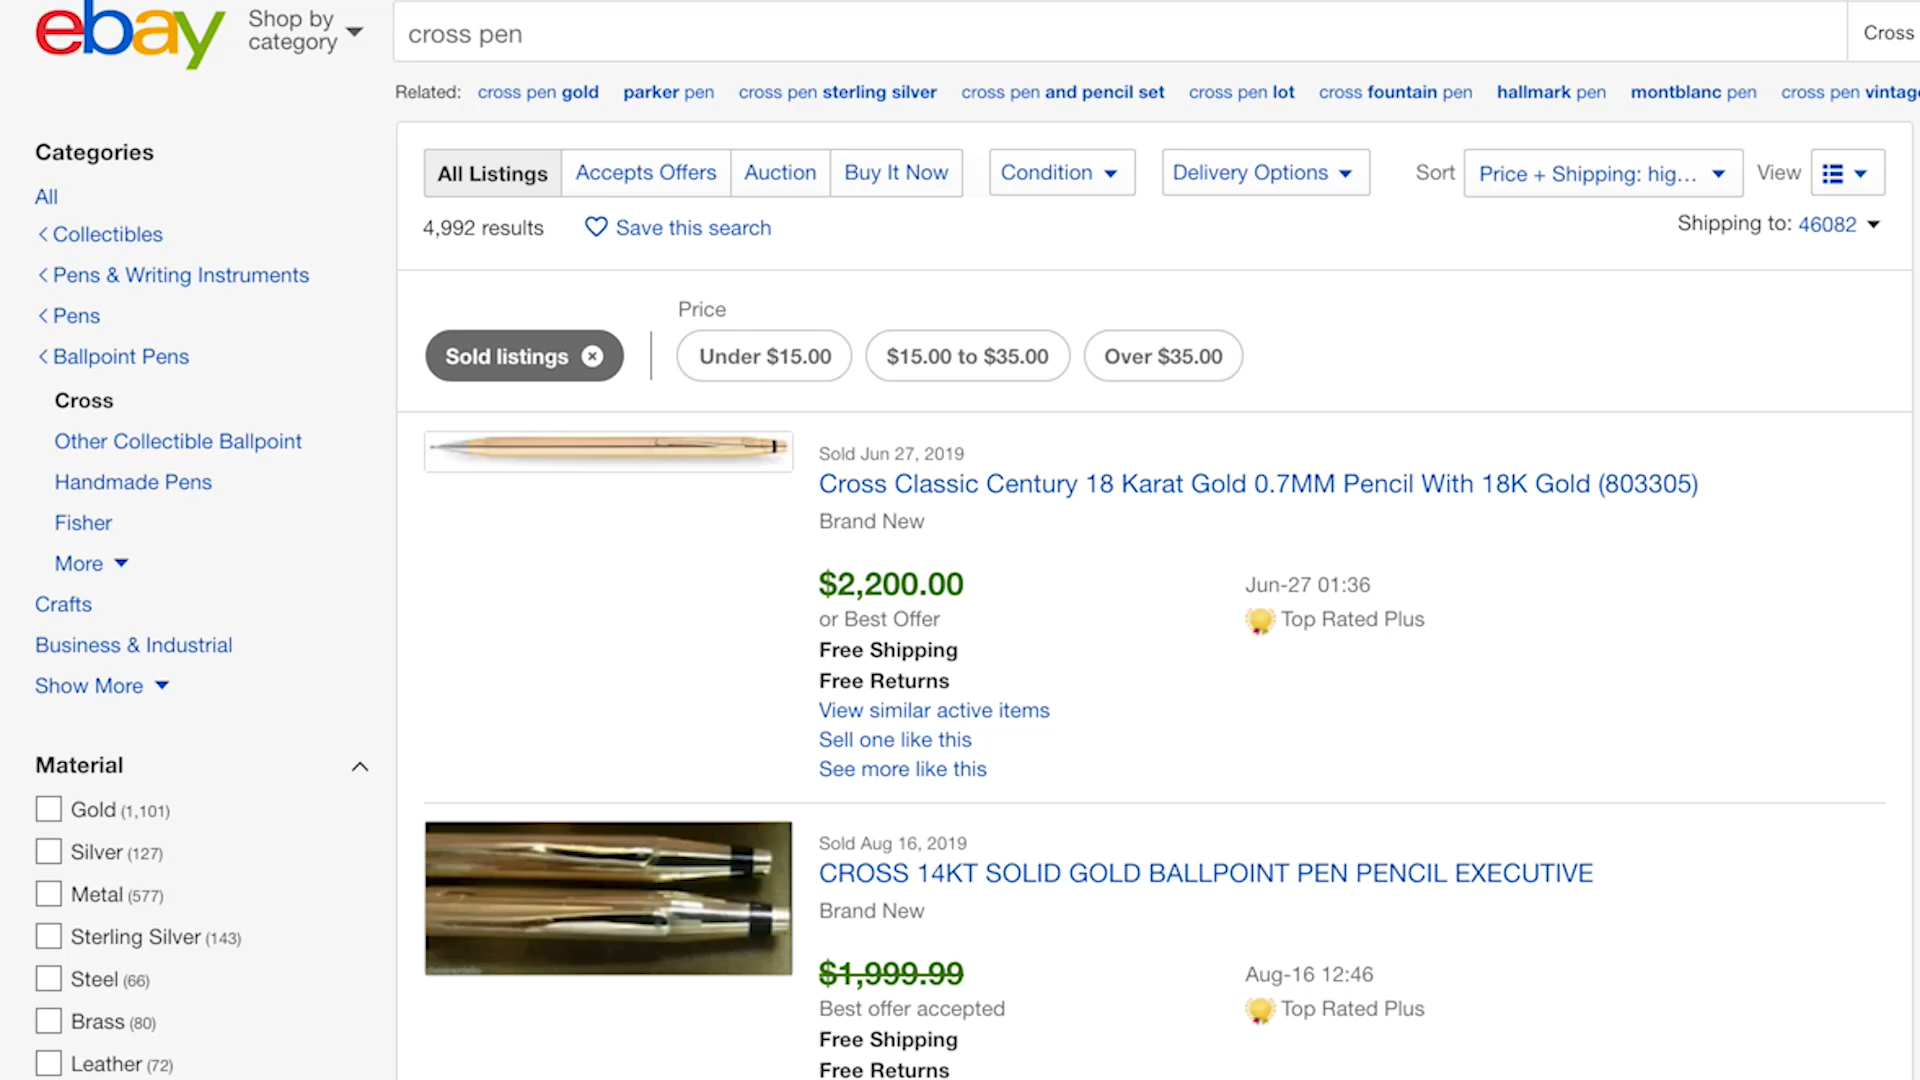 ebay
Shop by
category
cross pen
Cross
Related: cross pen gold parker pen cross pen sterling silver cross pen and pencil set cross pen lot cross fountain pen hallmark pen montblanc pen cross pen vintage
Categories
All
Collectibles
Pens & Writing Instruments
Pens
Ballpoint Pens
Cross
Other Collectible Ballpoint
Handmade Pens
Fisher
More
Crafts
Business & Industrial
Show More
Material
Gold (1,101)
Silver (127)
Metal (577)
Sterling Silver (143)
Steel (66)
Brass (80)
Leather (72)
All Listings Accepts Offers Auction Buy It Now Condition Delivery Options Sort Price + Shipping: hig... View
4,992 results Save this search Shipping to: 46082
Price
Sold listings Under $15.00 $15.00 to $35.00 Over $35.00
Sold Jun 27, 2019
Cross Classic Century 18 Karat Gold 0.7MM Pencil With 18K Gold (803305)
Brand New
$2,200.00 Jun-27 01:36
or Best Offer Top Rated Plus
Free Shipping
Free Returns
View similar active items
Sell one like this
See more like this
Sold Aug 16, 2019
CROSS 14KT SOLID GOLD BALLPOINT PEN PENCIL EXECUTIVE
Brand New
$1,999.99 Aug-16 12:46
Best offer accepted Top Rated Plus
Free Shipping
Free Returns